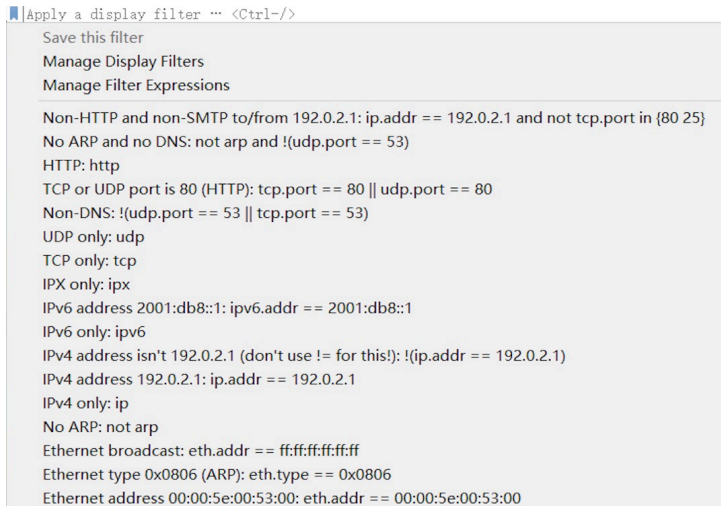 Apply a display filter … <Ctrl-/>
Save this filter
Manage Display Filters
Manage Filter Expressions
Non-HTTP and non-SMTP to/from 192.0.2.1: ip.addr == 192.0.2.1 and not tcp.port in {80 25}
No ARP and no DNS: not arp and !(udp.port == 53)
HTTP: http
TCP or UDP port is 80 (HTTP): tcp.port == 80 || udp.port == 80
Non-DNS: !(udp.port == 53 || tcp.port == 53)
UDP only: udp
TCP only: tcp
IPX only: ipx
IPv6 address 2001:db8::1: ipv6.addr == 2001:db8::1
IPv6 only: ipv6
IPv4 address isn't 192.0.2.1 (don't use != for this!): !(ip.addr == 192.0.2.1)
IPv4 address 192.0.2.1: ip.addr == 192.0.2.1
IPv4 only: ip
No ARP: not arp
Ethernet broadcast: eth.addr == ff:ff:ff:ff:ff:ff
Ethernet type 0x0806 (ARP): eth.type == 0x0806
Ethernet address 00:00:5e:00:53:00: eth.addr == 00:00:5e:00:53:00